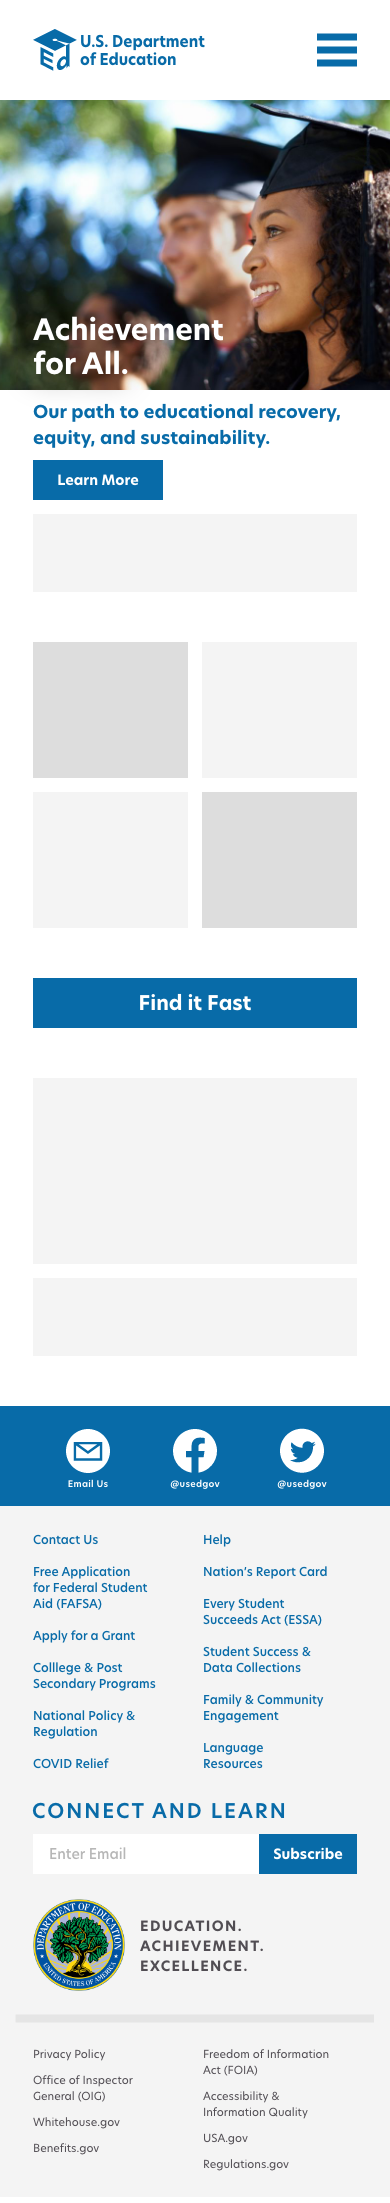 U.S. Department
of Education
Achievement
for All.
Our path to educational recovery,
equity, and sustainability.
Learn More
Find it Fast
Email Us
@usedgov
@usedgov
Contact Us
Free Application
for Federal Student
Aid (FAFSA)
Apply for a Grant
Colllege & Post
Secondary Programs
National Policy &
Regulation
COVID Relief
Help
Nation’s Report Card
Every Student
Succeeds Act (ESSA)
Student Success &
Data Collections
Family & Community
Engagement
Language
Resources
CONNECT AND LEARN
Enter Email
Subscribe
DEPARTMENT OF EDUCATION
UNITED STATES OF AMERICA
EDUCATION.
ACHIEVEMENT.
EXCELLENCE.
Privacy Policy
Office of Inspector
General (OIG)
Whitehouse.gov
Benefits.gov
Freedom of Information
Act (FOIA)
Accessibility &
Information Quality
USA.gov
Regulations.gov